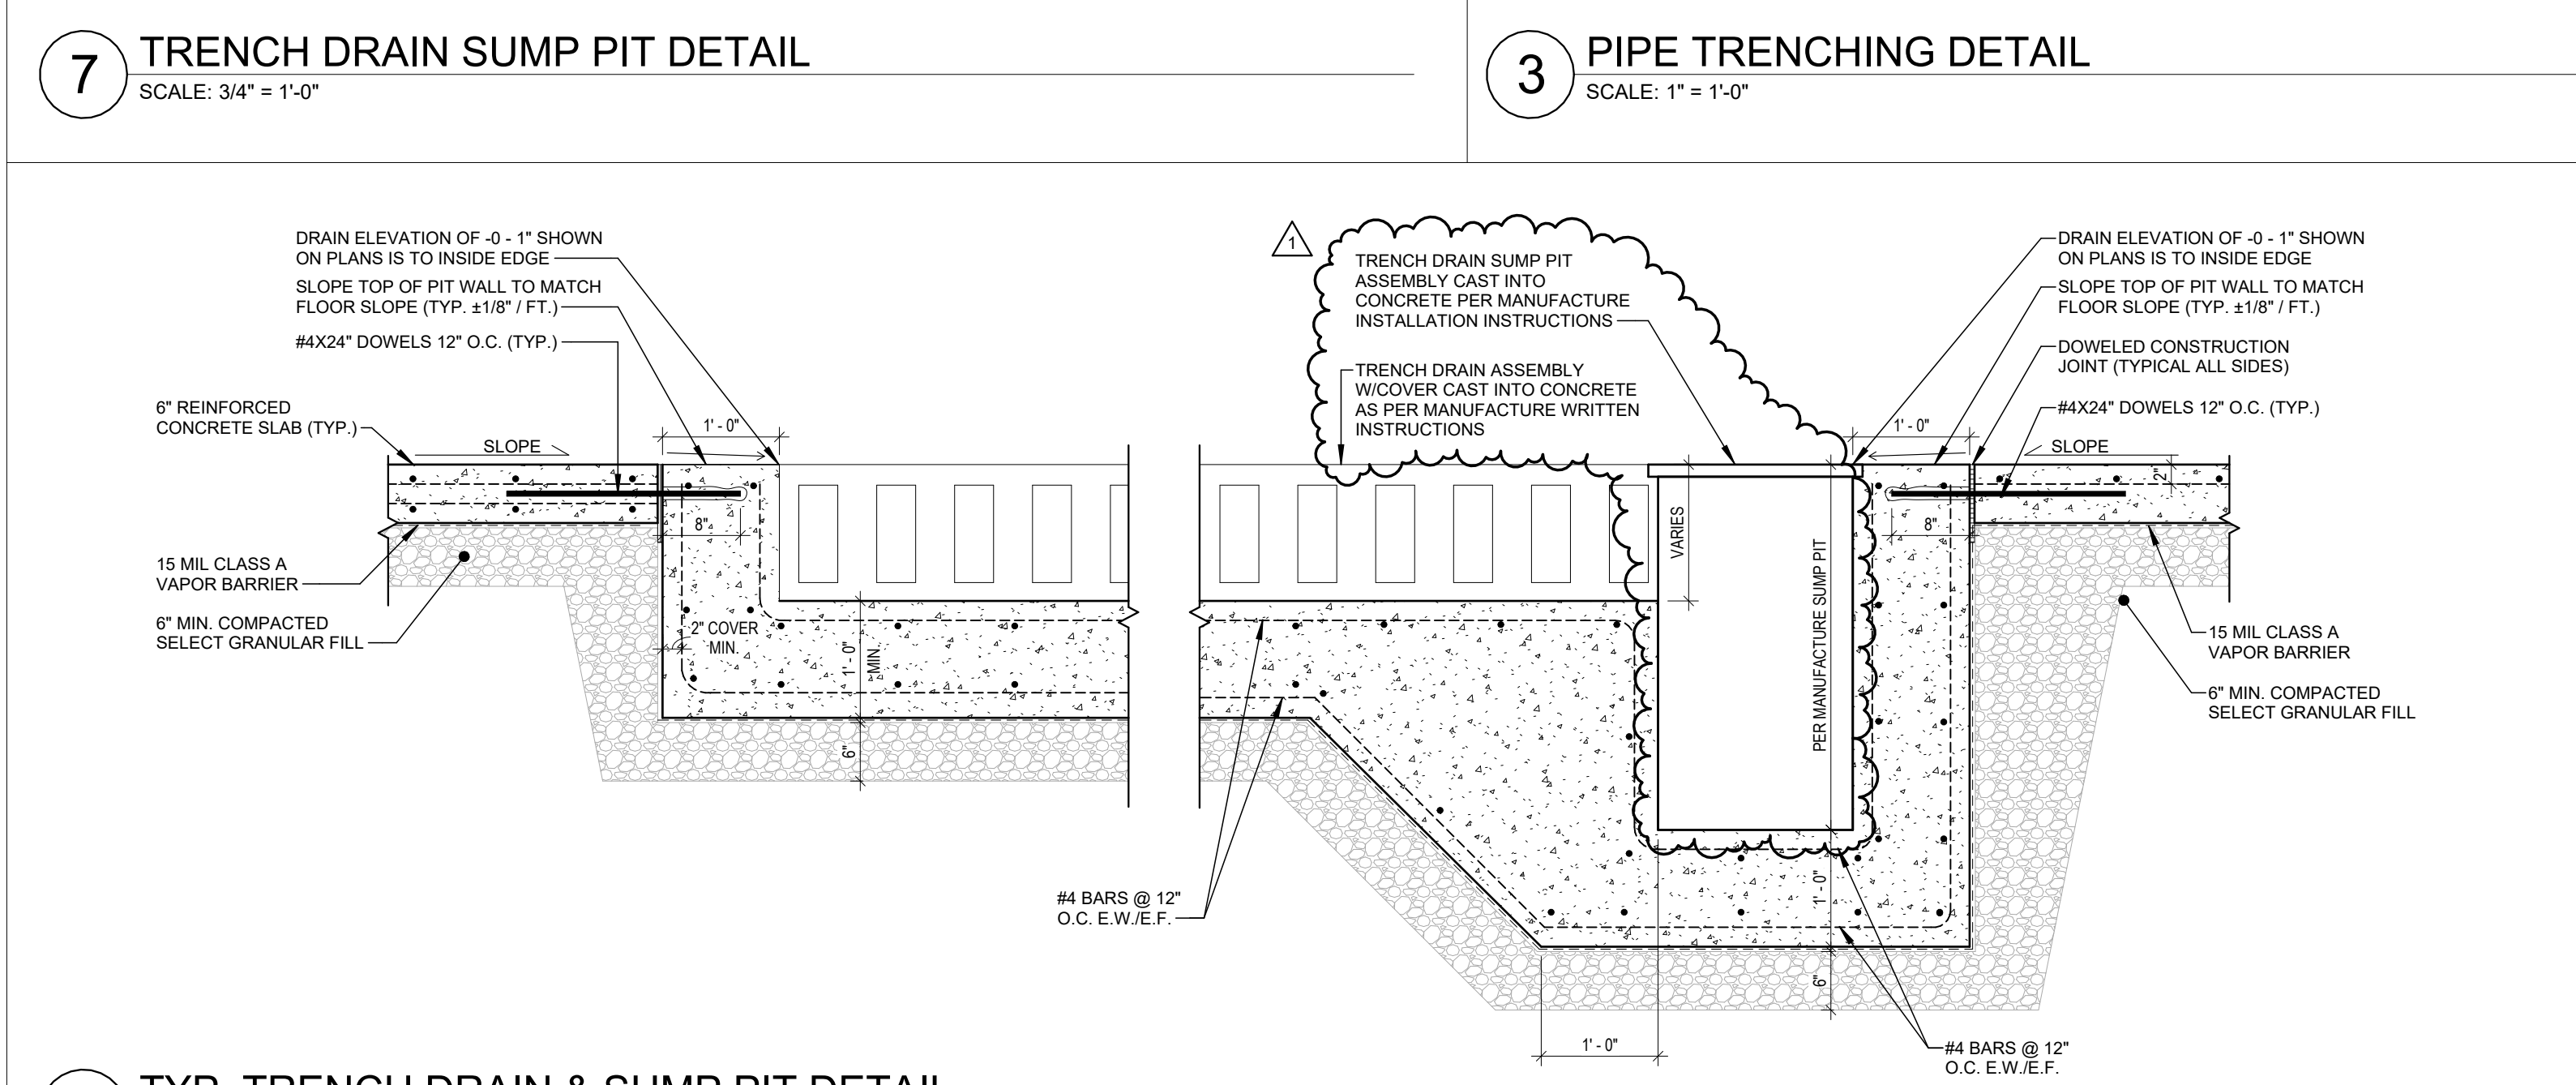 7
TRENCH DRAIN SUMP PIT DETAIL
SCALE: 3/4" = 1'-0"
3
PIPE TRENCHING DETAIL
SCALE: 1" = 1'-0"
DRAIN ELEVATION OF -0 - 1" SHOWN
ON PLANS IS TO INSIDE EDGE
SLOPE TOP OF PIT WALL TO MATCH
FLOOR SLOPE (TYP. ±1/8" / FT.)
#4X24" DOWELS 12" O.C. (TYP.)
6" REINFORCED
CONCRETE SLAB (TYP.)
SLOPE
1' - 0"
8"
15 MIL CLASS A
VAPOR BARRIER
6" MIN. COMPACTED
SELECT GRANULAR FILL
2" COVER
MIN.
1' - 0"
MIN.
6"
1
TRENCH DRAIN SUMP PIT
ASSEMBLY CAST INTO
CONCRETE PER MANUFACTURE
INSTALLATION INSTRUCTIONS
TRENCH DRAIN ASSEMBLY
W/COVER CAST INTO CONCRETE
AS PER MANUFACTURE WRITTEN
INSTRUCTIONS
VARIES
PER MANUFACTURE SUMP PIT
DRAIN ELEVATION OF -0 - 1" SHOWN
ON PLANS IS TO INSIDE EDGE
SLOPE TOP OF PIT WALL TO MATCH
FLOOR SLOPE (TYP. ±1/8" / FT.)
DOWELED CONSTRUCTION
JOINT (TYPICAL ALL SIDES)
#4X24" DOWELS 12" O.C. (TYP.)
1' - 0"
SLOPE
2"
8"
15 MIL CLASS A
VAPOR BARRIER
6" MIN. COMPACTED
SELECT GRANULAR FILL
#4 BARS @ 12"
O.C. E.W./E.F.
1' - 0"
6"
1' - 0"
#4 BARS @ 12"
O.C. E.W./E.F.
TYP. TRENCH DRAIN & SUMP PIT DETAIL